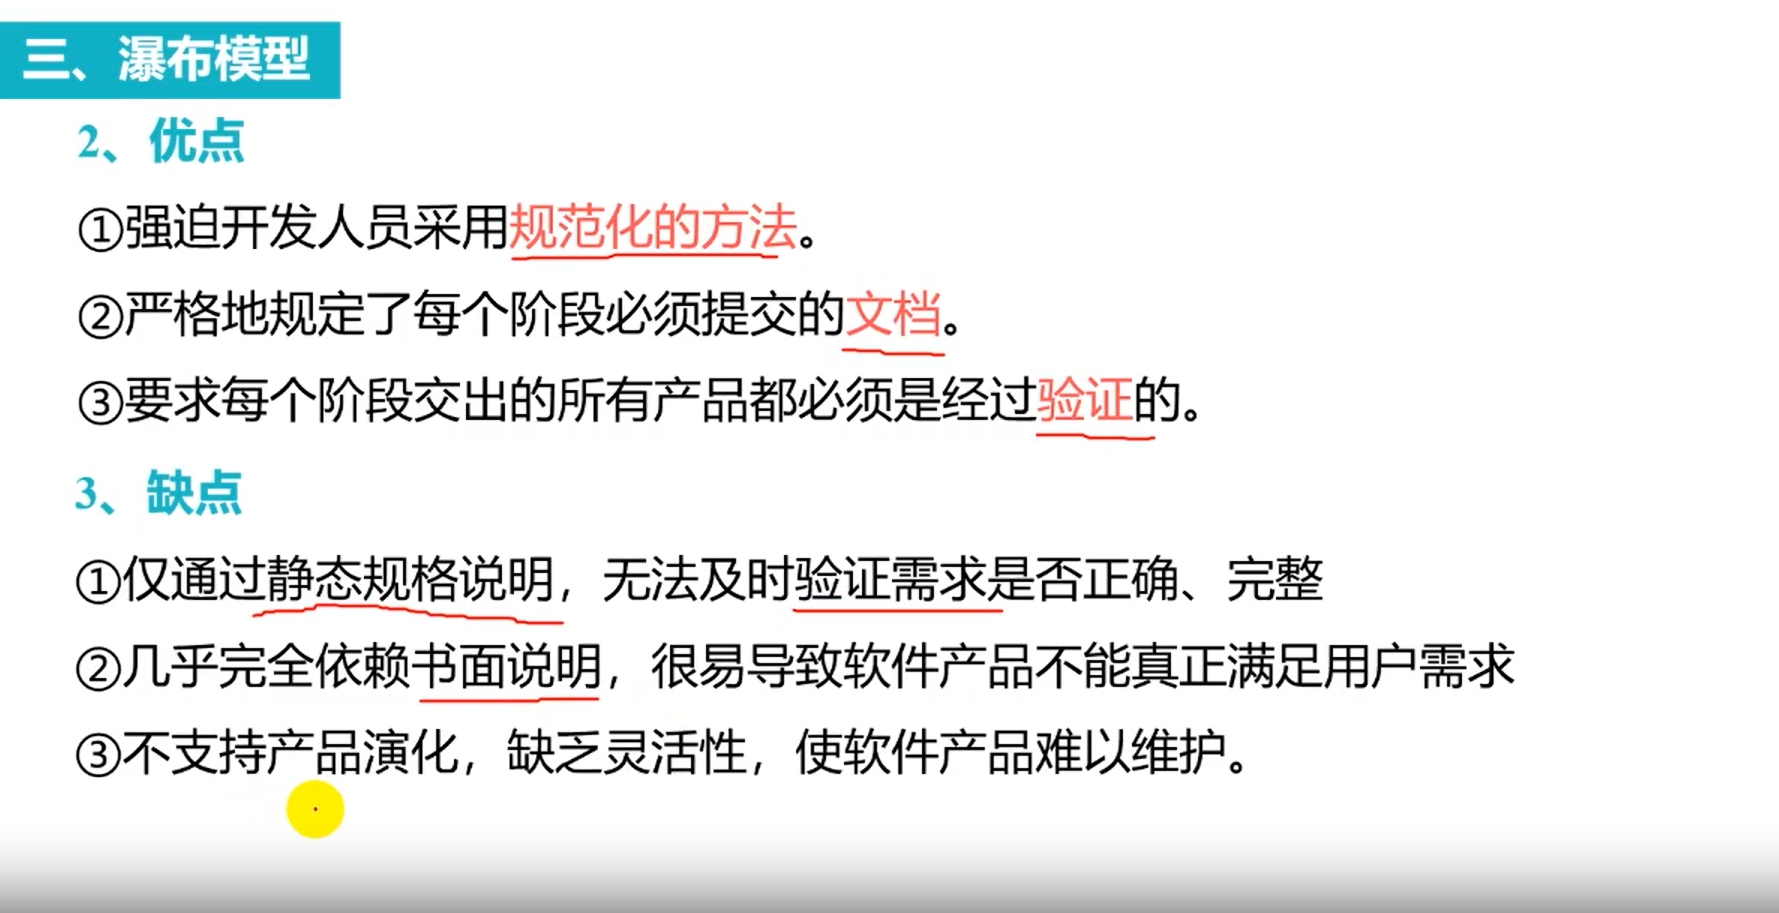 三、瀑布模型
2、优点
①强迫开发人员采用规范化的方法。
②严格地规定了每个阶段必须提交的文档。
③要求每个阶段交出的所有产品都必须是经过验证的。
3、缺点
①仅通过静态规格说明，无法及时验证需求是否正确、完整
②几乎完全依赖书面说明，很易导致软件产品不能真正满足用户需求
③不支持产品演化，缺乏灵活性，使软件产品难以维护。